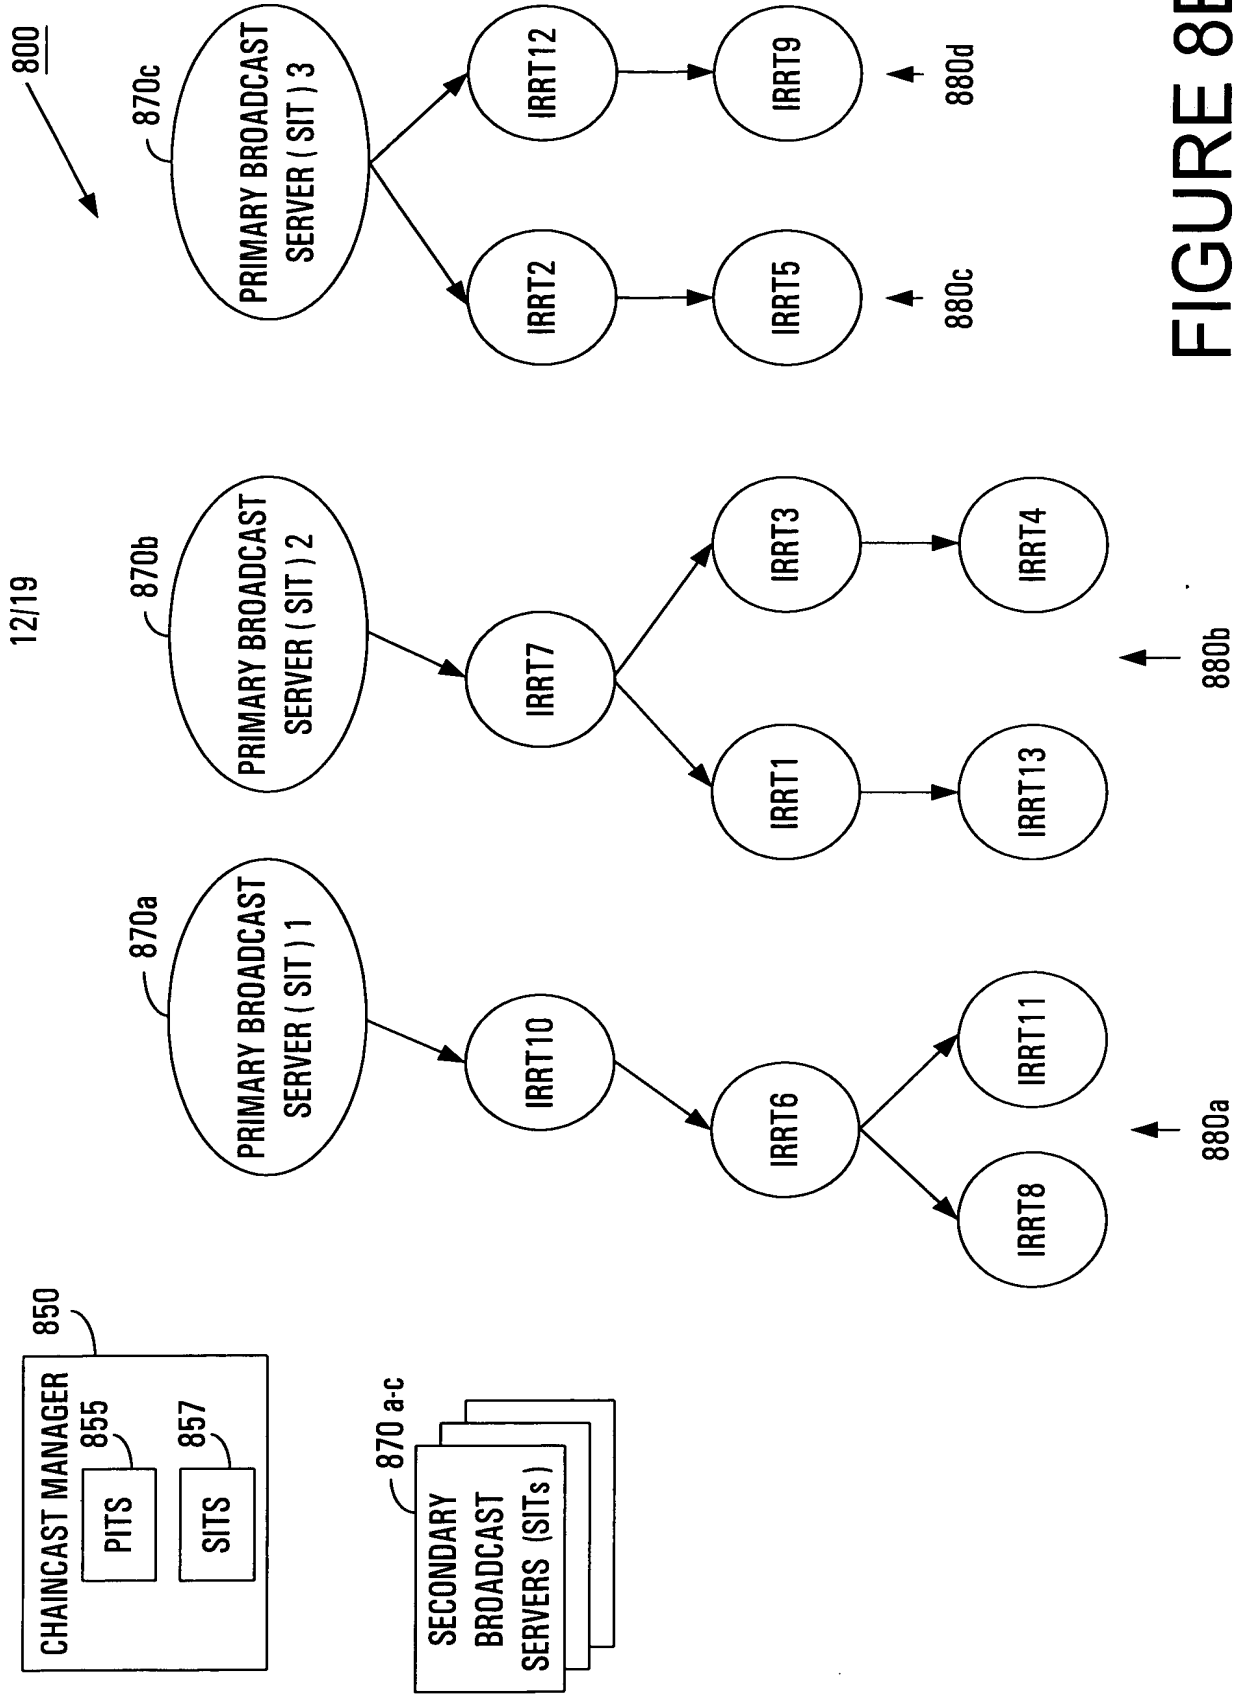 12/19
800
CHAINCAST MANAGER
850
PITS
855
SITS
857
870 a-c
SECONDARY
BROADCAST
SERVERS (SITs)
870a
PRIMARY BROADCAST
SERVER ( SIT ) 1
IRRT10
IRRT6
IRRT8
IRRT11
880a
870b
PRIMARY BROADCAST
SERVER ( SIT ) 2
IRRT7
IRRT1
IRRT3
IRRT13
IRRT4
880b
870c
PRIMARY BROADCAST
SERVER ( SIT ) 3
IRRT2
IRRT12
IRRT5
IRRT9
880c
880d
FIGURE 8B